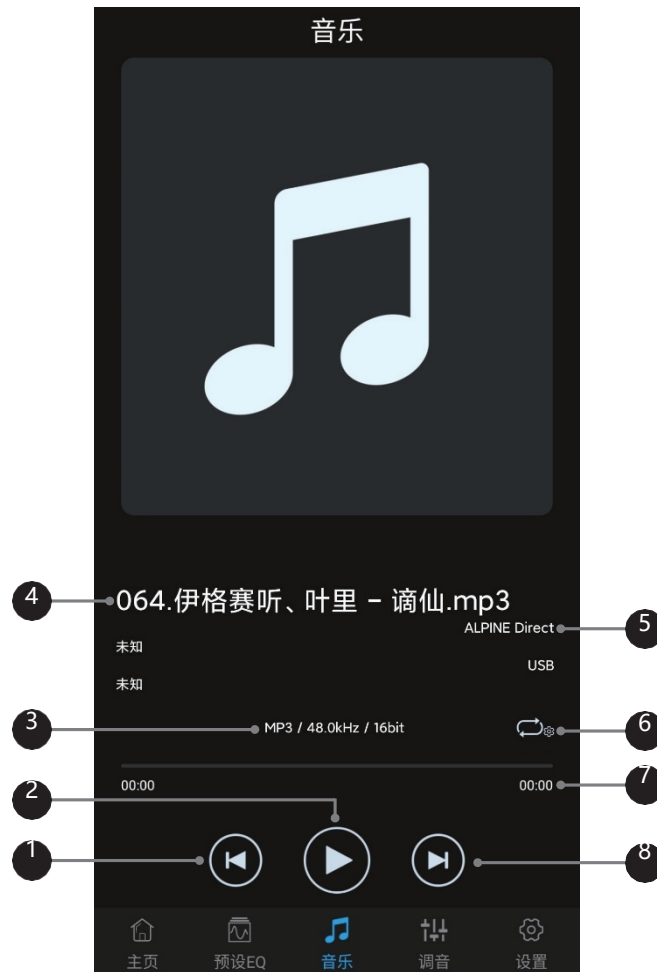 音乐
4
064.伊格赛听、叶里 – 谪仙.mp3
ALPINE Direct
5
未知
USB
未知
3
MP3 / 48.0kHz / 16bit
6
00:00
00:00
7
2
1
8
主页
预设EQ
音乐
调音
设置